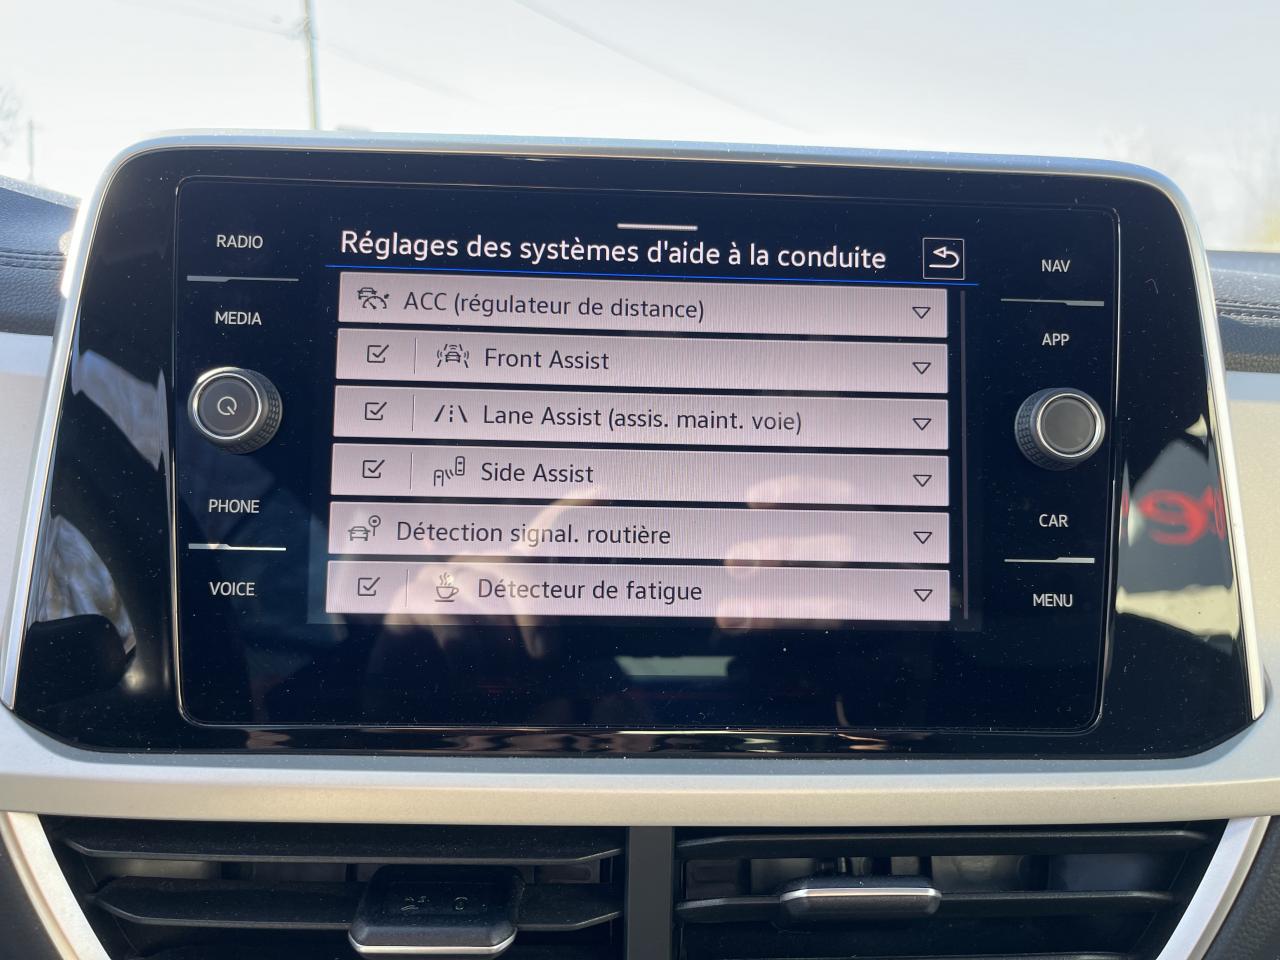 RADIO
MEDIA
PHONE
VOICE
Réglages des systèmes d'aide à la conduite
ACC (régulateur de distance)
Front Assist
Lane Assist (assis. maint. voie)
Side Assist
Détection signal. routière
Détecteur de fatigue
NAV
APP
CAR
MENU